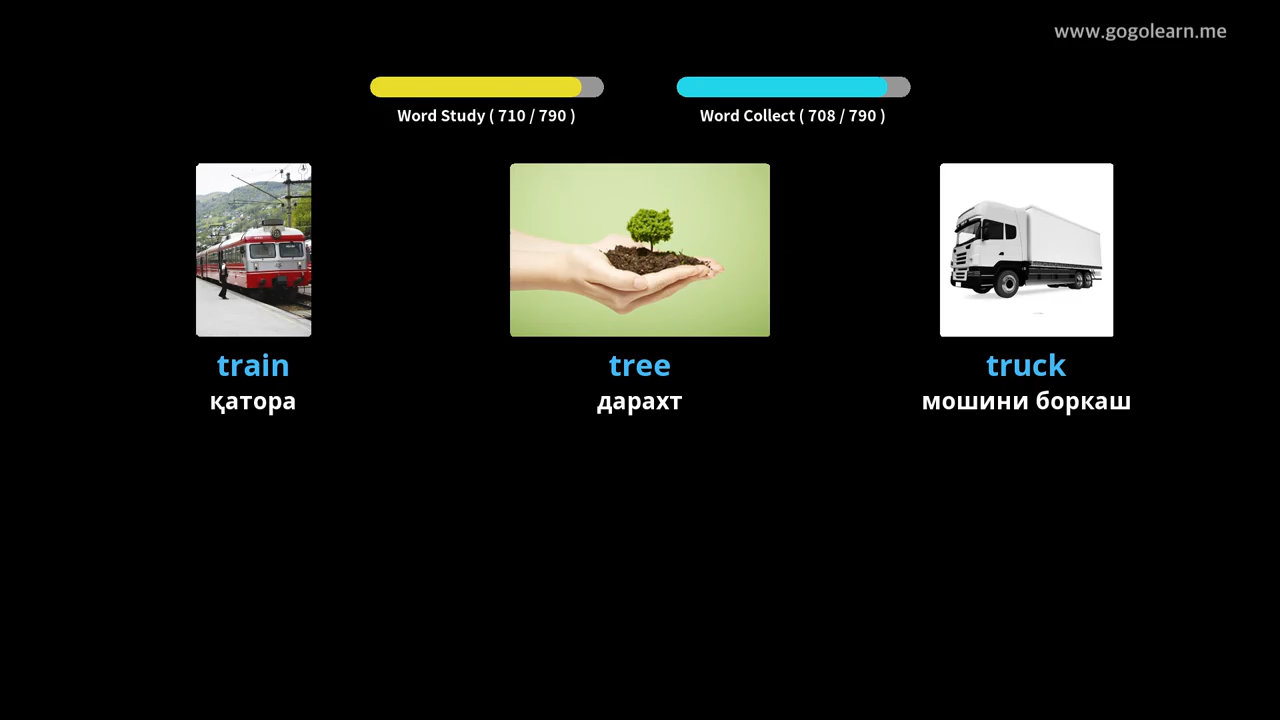 www.gogolearn.me
Word Study ( 710 / 790 )
Word Collect ( 708 / 790 )
train
tree
truck
қатора
дарахт
мошини боркаш